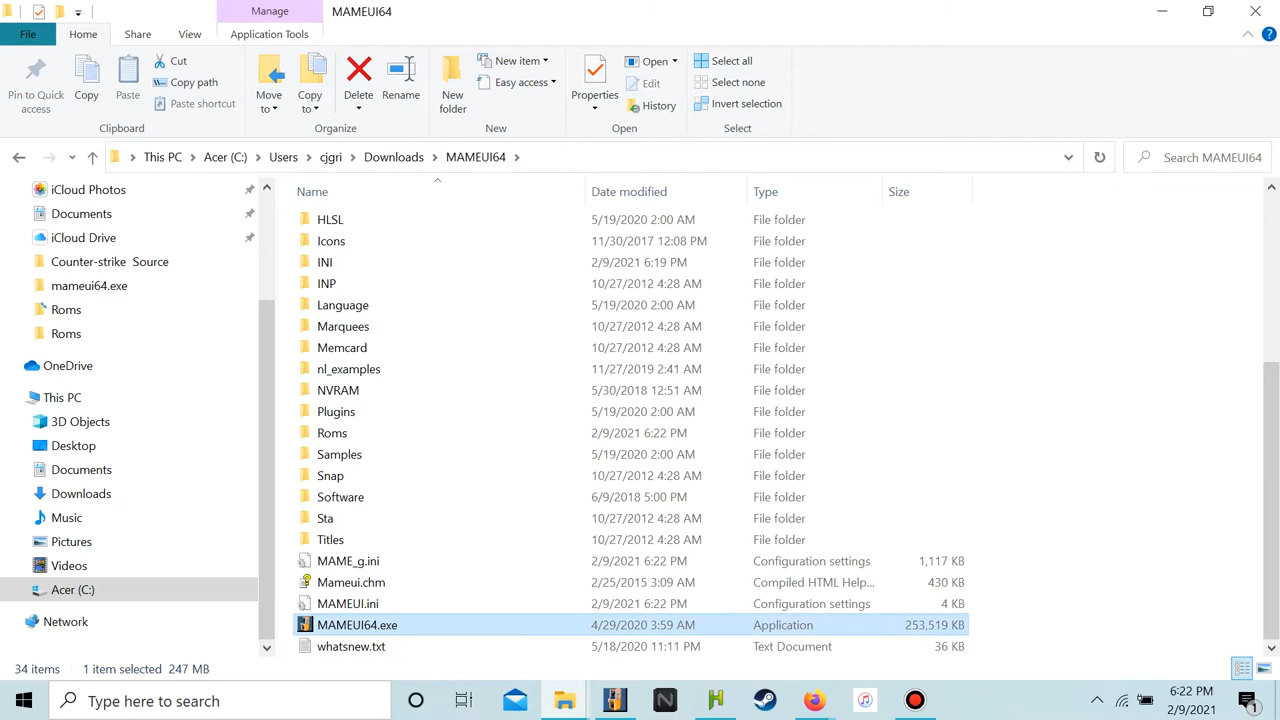 Manage
MAMEUI64
File
Home
Share
View
Application Tools
Pin to Quick access
Copy
Paste
Cut
Copy path
Paste shortcut
Clipboard
Move to
Copy to
Delete
Rename
Organize
New folder
New item
Easy access
New
Properties
Open
Edit
History
Open
Select all
Select none
Invert selection
Select
This PC > Acer (C:) > Users > cjgri > Downloads > MAMEUI64 >
Search MAMEUI64
iCloud Photos
Documents
iCloud Drive
Counter-strike Source
mameui64.exe
Roms
Roms
OneDrive
This PC
3D Objects
Desktop
Documents
Downloads
Music
Pictures
Videos
Acer (C:)
Network
Name Date modified Type Size
HLSL 5/19/2020 2:00 AM File folder
Icons 11/30/2017 12:08 PM File folder
INI 2/9/2021 6:19 PM File folder
INP 10/27/2012 4:28 AM File folder
Language 5/19/2020 2:00 AM File folder
Marquees 10/27/2012 4:28 AM File folder
Memcard 10/27/2012 4:28 AM File folder
nl_examples 11/27/2019 2:41 AM File folder
NVRAM 5/30/2018 12:51 AM File folder
Plugins 5/19/2020 2:00 AM File folder
Roms 2/9/2021 6:22 PM File folder
Samples 5/19/2020 2:00 AM File folder
Snap 10/27/2012 4:28 AM File folder
Software 6/9/2018 5:00 PM File folder
Sta 10/27/2012 4:28 AM File folder
Titles 10/27/2012 4:28 AM File folder
MAME_g.ini 2/9/2021 6:22 PM Configuration settings 1,117 KB
Mameui.chm 2/25/2015 3:09 AM Compiled HTML Help... 430 KB
MAMEUI.ini 2/9/2021 6:22 PM Configuration settings 4 KB
MAMEUI64.exe 4/29/2020 3:59 AM Application 253,519 KB
whatsnew.txt 5/18/2020 11:11 PM Text Document 36 KB
34 items 1 item selected 247 MB
Type here to search
6:22 PM
2/9/2021
1